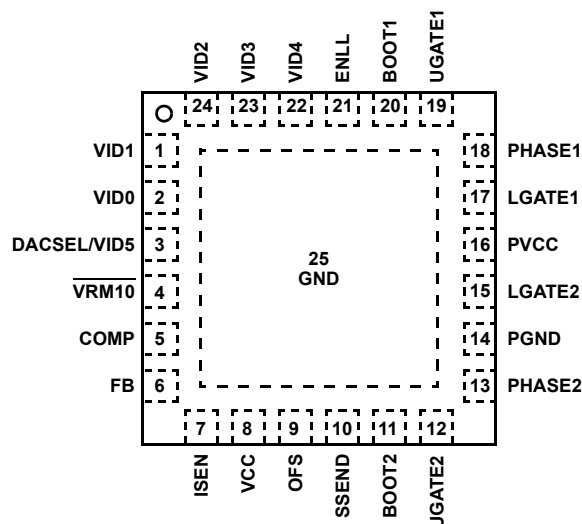 VID2
VID3
VID4
ENLL
BOOT1
UGATE1
24
23
22
21
20
19
VID1
1
18
PHASE1
VID0
2
17
LGATE1
DACSEL/VID5
3
16
PVCC
25
GND
VRM10
4
15
LGATE2
COMP
5
14
PGND
FB
6
13
PHASE2
7
8
9
10
11
12
ISEN
VCC
OFS
SSEND
BOOT2
UGATE2